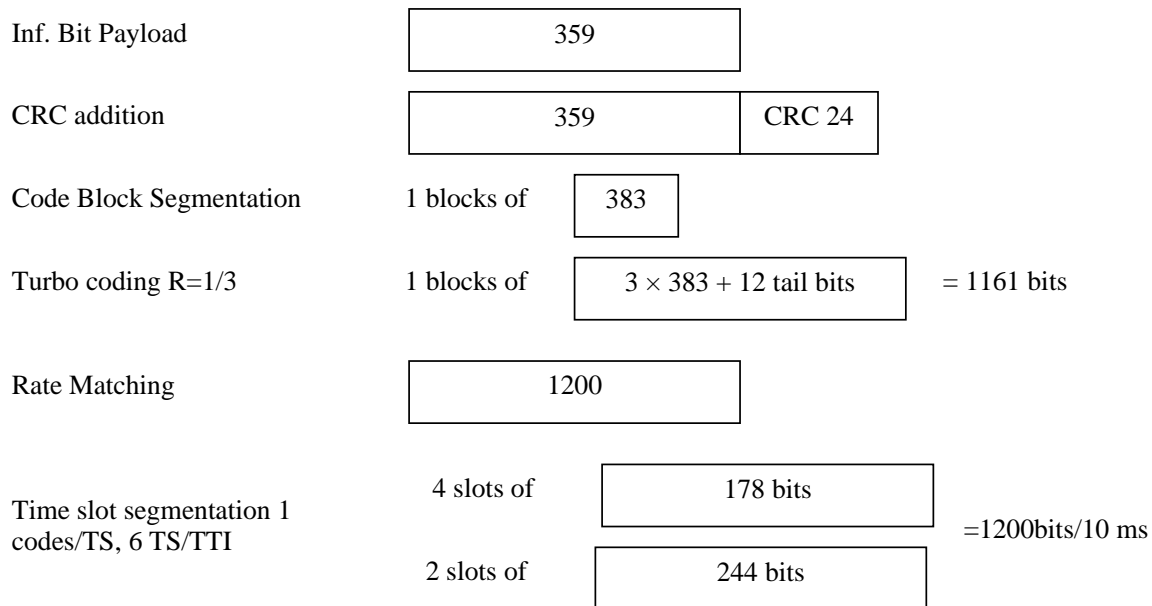 Inf. Bit Payload 359
CRC addition 359 CRC 24
Code Block Segmentation 1 blocks of 383
Turbo coding R=1/3 1 blocks of 3 × 383 + 12 tail bits = 1161 bits
Rate Matching 1200
4 slots of 178 bits
Time slot segmentation 1
codes/TS, 6 TS/TTI
=1200bits/10 ms
2 slots of 244 bits